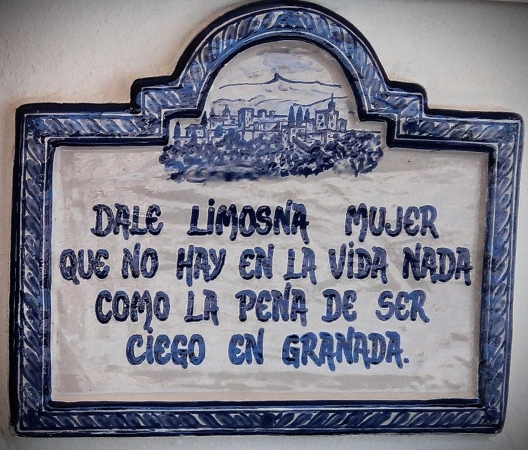 DALE LIMOSNA MUJER
QUE NO HAY EN LA VIDA NADA
COMO LA PENA DE SER
CIEGO EN GRANADA.